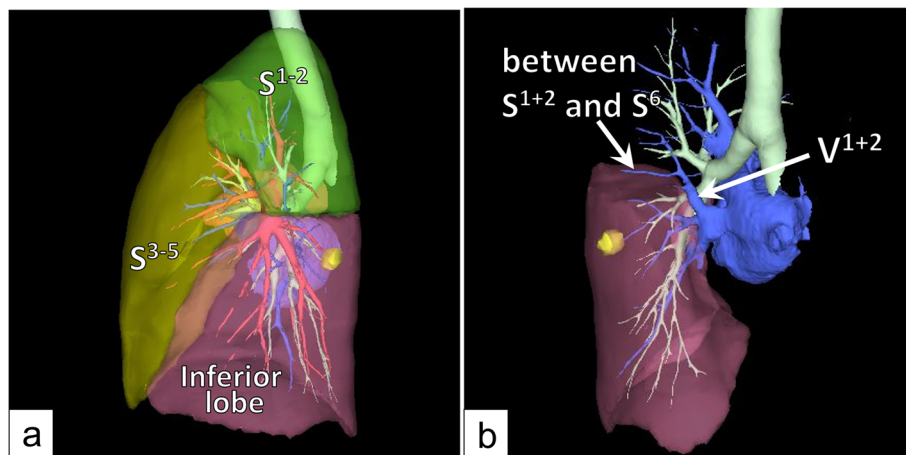 S¹⁻²
S³⁻⁵
Inferior
lobe
a
between
S¹⁺² and S⁶
V¹⁺²
b